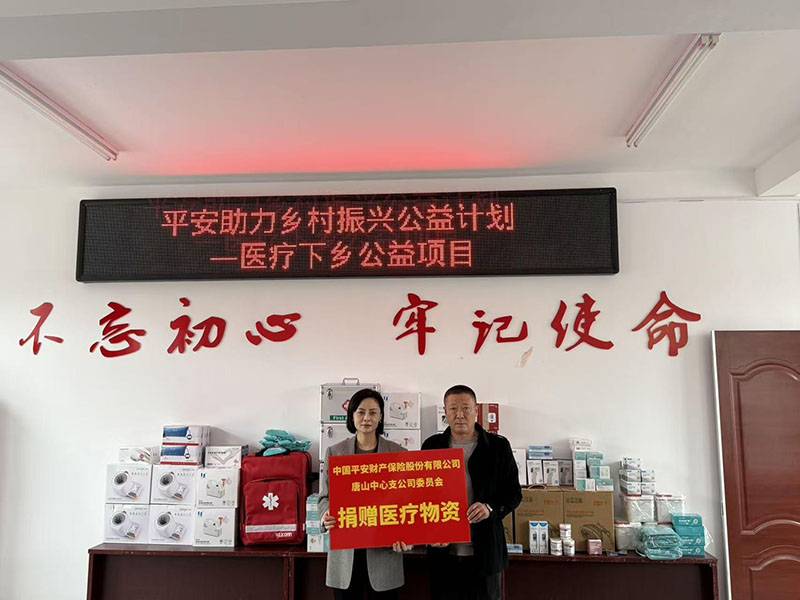 平安助力乡村振兴公益计划
—医疗下乡公益项目
不忘初心 牢记使命
中国平安财产保险股份有限公司
唐山中心支公司委员会
捐赠医疗物资
First A